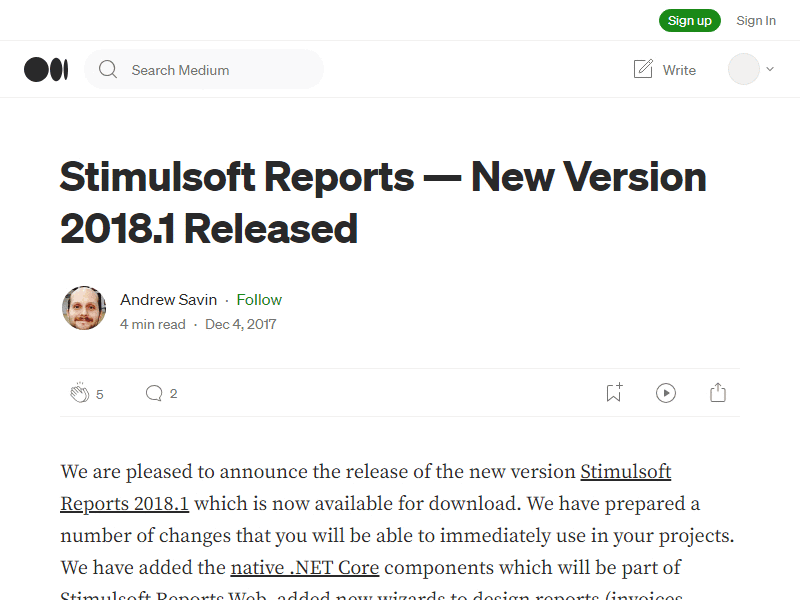 Sign up Sign In
Search Medium Write
Stimulsoft Reports — New Version
2018.1 Released
Andrew Savin · Follow
4 min read · Dec 4, 2017
5 2
We are pleased to announce the release of the new version Stimulsoft
Reports 2018.1 which is now available for download. We have prepared a
number of changes that you will be able to immediately use in your projects.
We have added the native .NET Core components which will be part of
Stimulsoft Reports.Web, added new wizards to design reports (invoices,